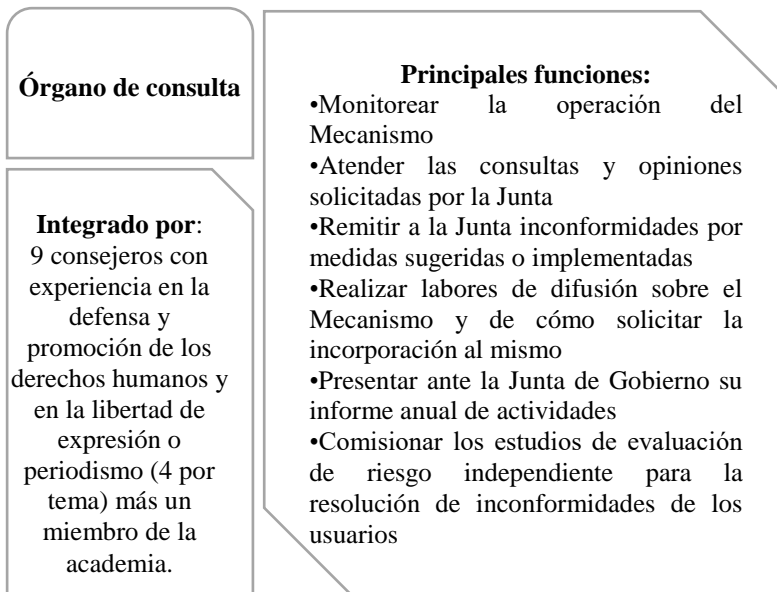 Órgano de consulta
Integrado por:
9 consejeros con
experiencia en la
defensa y
promoción de los
derechos humanos y
en la libertad de
expresión o
periodismo (4 por
tema) más un
miembro de la
academia.
Principales funciones:
•Monitorear la operación del
Mecanismo
•Atender las consultas y opiniones
solicitadas por la Junta
•Remitir a la Junta inconformidades por
medidas sugeridas o implementadas
•Realizar labores de difusión sobre el
Mecanismo y de cómo solicitar la
incorporación al mismo
•Presentar ante la Junta de Gobierno su
informe anual de actividades
•Comisionar los estudios de evaluación
de riesgo independiente para la
resolución de inconformidades de los
usuarios